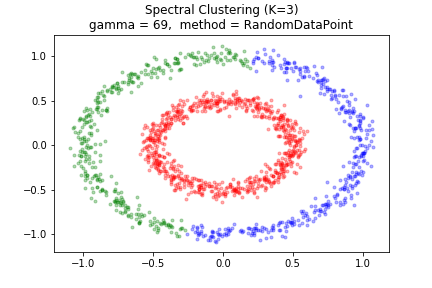 Spectral Clustering (K=3)
gamma = 69,  method = RandomDataPoint
1.0
0.5
0.0
−0.5
−1.0
−1.0 −0.5 0.0 0.5 1.0